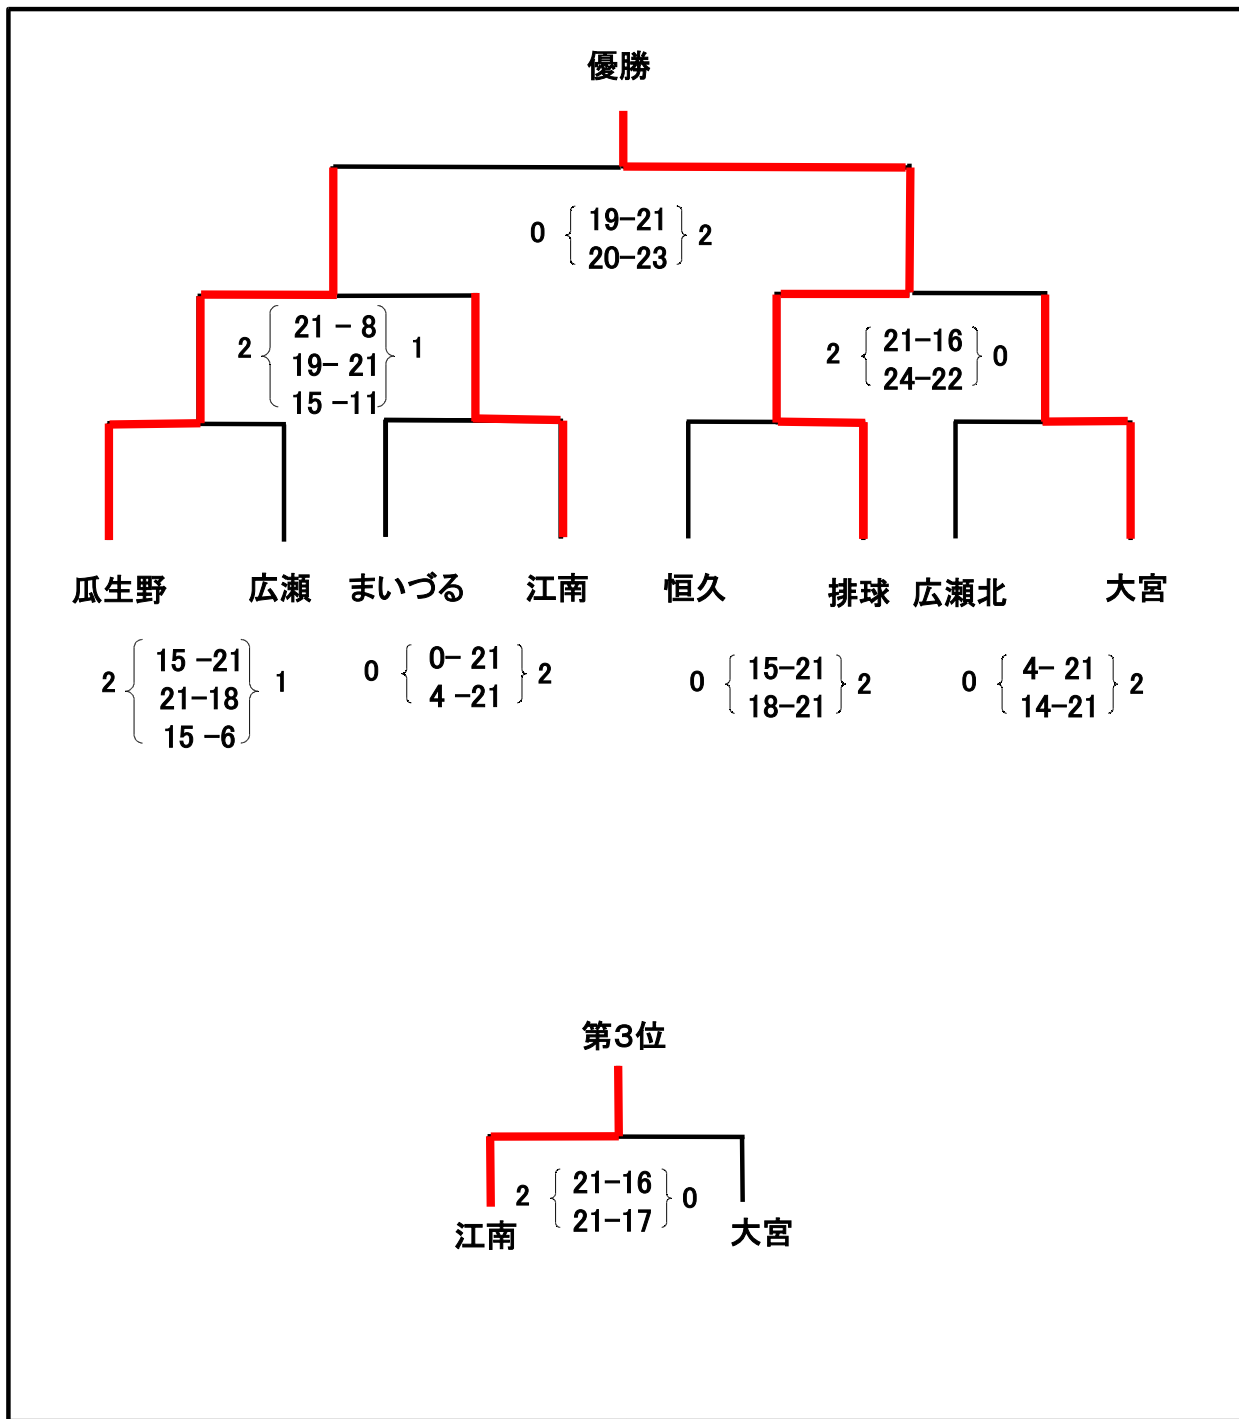 優勝
0 { 19-21 } 2
20-23
2 { 21 - 8 } 1
19- 21
15 -11
2 { 21-16 } 0
24-22
瓜生野 広瀬 まいづる 江南 恒久 排球 広瀬北 大宮
2 { 15 -21 } 1
21-18
15 -6
0 { 0- 21 } 2
4 -21
0 { 15-21 } 2
18-21
0 { 4- 21 } 2
14-21
第3位
2 { 21-16 } 0
21-17
江南 大宮